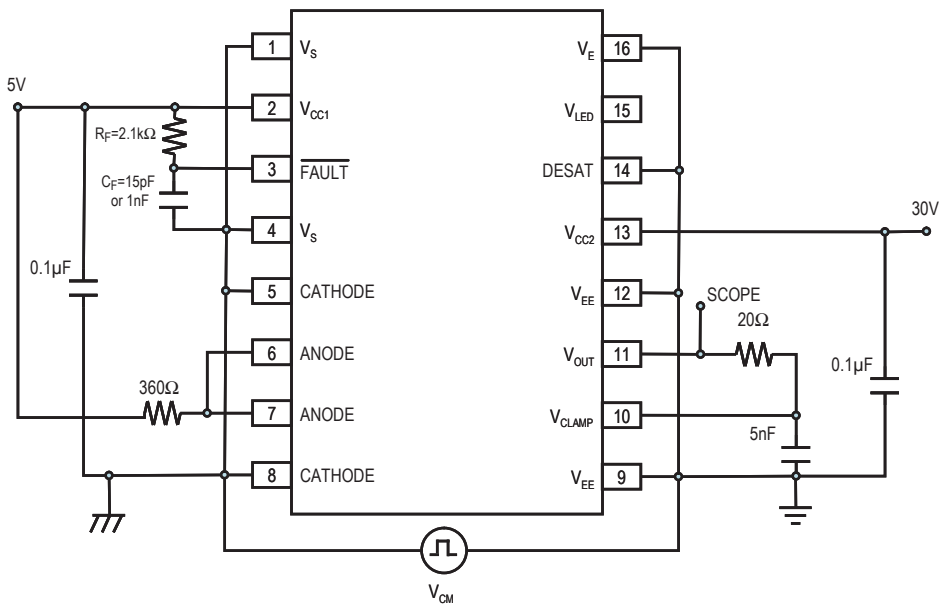 1 V_S
V_E 16
5V
2 V_CC1
V_LED 15
R_F=2.1kΩ
3 FAULT
DESAT 14
C_F=15pF
or 1nF
4 V_S
V_CC2 13
30V
0.1μF
5 CATHODE
V_EE 12
SCOPE
20Ω
6 ANODE
V_OUT 11
0.1μF
360Ω
7 ANODE
V_CLAMP 10
5nF
8 CATHODE
V_EE 9
V_CM